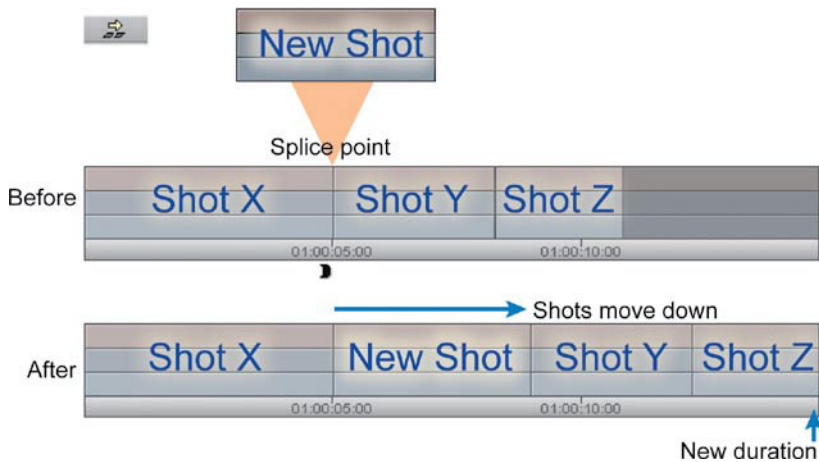 New Shot
Splice point
Before
Shot X Shot Y Shot Z
01:00:05:00 01:00:10:00
Shots move down
After
Shot X New Shot Shot Y Shot Z
01:00:05:00 01:00:10:00
New duration